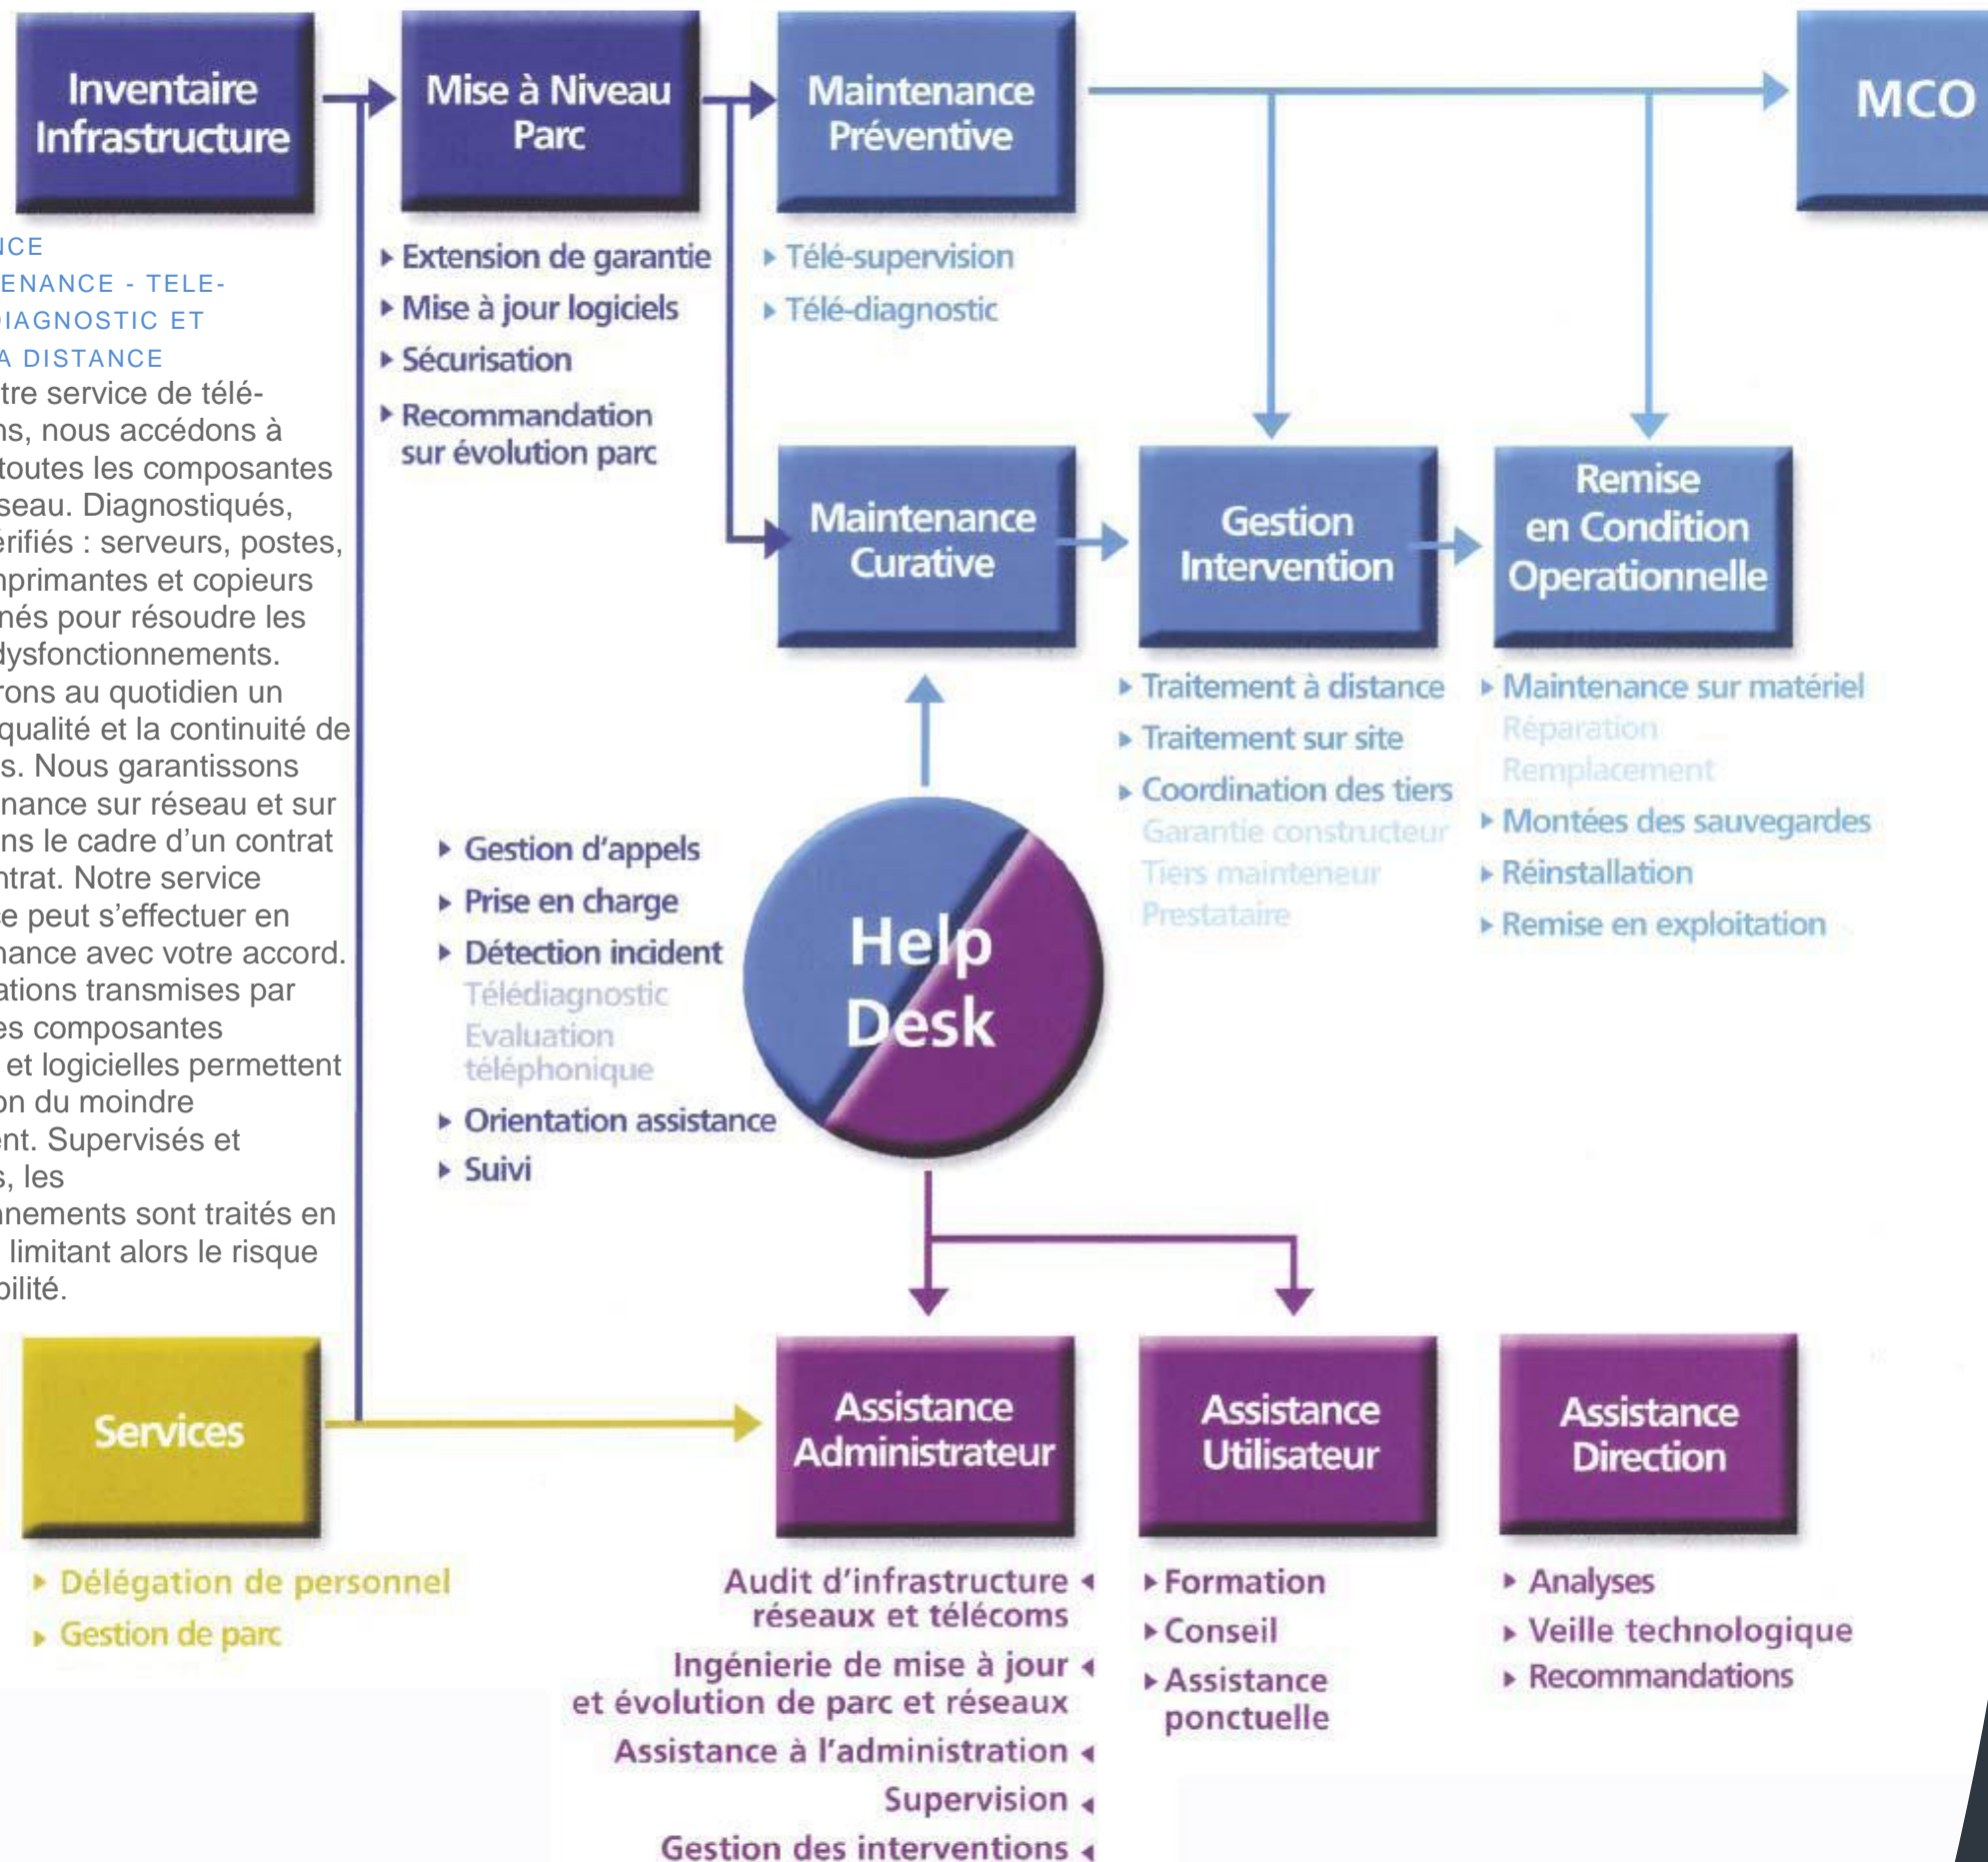 Inventaire
Infrastructure
Mise à Niveau
Parc
Maintenance
Préventive
MCO
NCE
ENANCE - TELE-
DIAGNOSTIC ET
A DISTANCE
tre service de télé-
ns, nous accédons à
toutes les composantes
seau. Diagnostiqués,
érifiés : serveurs, postes,
mprimantes et copieurs
nés pour résoudre les
dysfonctionnements.
rons au quotidien un
qualité et la continuité de
s. Nous garantissons
nance sur réseau et sur
ns le cadre d’un contrat
ntrat. Notre service
ce peut s’effectuer en
nance avec votre accord.
ations transmises par
es composantes
et logicielles permettent
on du moindre
ent. Supervisés et
s, les
nnements sont traités en
limitant alors le risque
bilité.
Extension de garantie
Mise à jour logiciels
Sécurisation
Recommandation
sur évolution parc
Télé-supervision
Télé-diagnostic
Maintenance
Curative
Gestion
Intervention
Remise
en Condition
Operationnelle
Traitement à distance
Traitement sur site
Coordination des tiers
Garantie constructeur
Tiers mainteneur
Prestataire
Maintenance sur matériel
Réparation
Remplacement
Montées des sauvegardes
Réinstallation
Remise en exploitation
Gestion d’appels
Prise en charge
Détection incident
Télédiagnostic
Evaluation
téléphonique
Orientation assistance
Suivi
Help
Desk
Services
Délégation de personnel
Gestion de parc
Assistance
Administrateur
Audit d’infrastructure
réseaux et télécoms
Ingénierie de mise à jour
et évolution de parc et réseaux
Assistance à l’administration
Supervision
Gestion des interventions
Assistance
Utilisateur
Formation
Conseil
Assistance
ponctuelle
Assistance
Direction
Analyses
Veille technologique
Recommandations